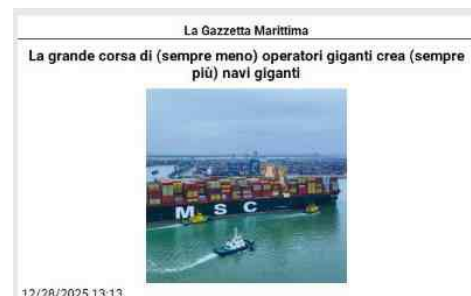 La Gazzetta Marittima
La grande corsa di (sempre meno) operatori giganti crea (sempre
più) navi giganti
M S C
12/28/2025 13:13